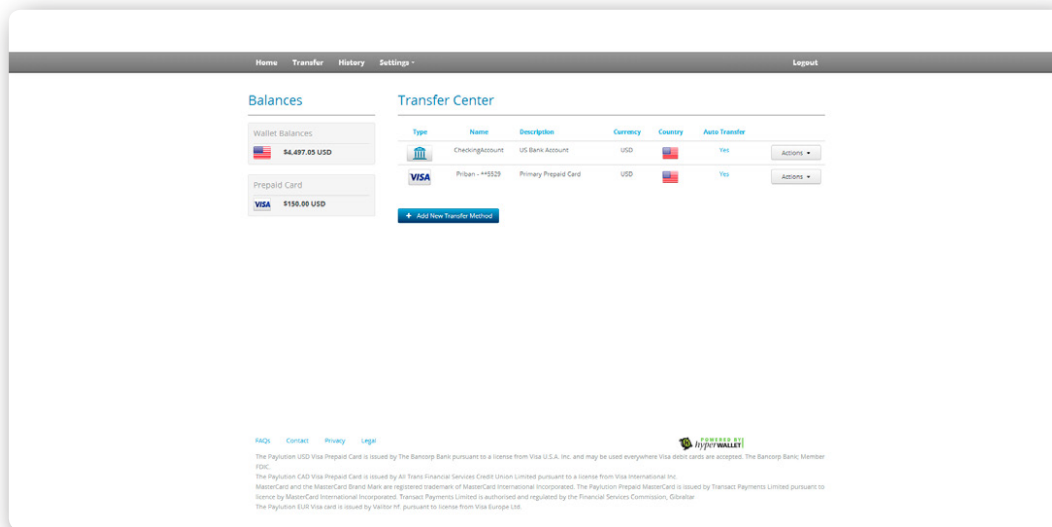 Home Transfer History Settings Logout
Balances
Wallet Balances
$4,497.05 USD
Prepaid Card
VISA $150.00 USD
Transfer Center
Type Name Description Currency Country Auto Transfer
CheckingAccount US Bank Account USD Yes Actions
VISA Priban - **5529 Primary Prepaid Card USD Yes Actions
+ Add New Transfer Method
FAQs Contact Privacy Legal
POWERED BY
hyperWALLET
The Paylution USD Visa Prepaid Card is issued by The Bancorp Bank pursuant to a license from Visa U.S.A. Inc. and may be used everywhere Visa debit cards are accepted. The Bancorp Bank; Member
FDIC.
The Paylution CAD Visa Prepaid Card is issued by All Trans Financial Services Credit Union Limited pursuant to a license from Visa International Inc.
MasterCard and the MasterCard Brand Mark are registered trademark of MasterCard International Incorporated. The Paylution Prepaid MasterCard is issued by Transact Payments Limited pursuant to
licence by MasterCard International Incorporated. Transact Payments Limited is authorised and regulated by the Financial Services Commission, Gibraltar.
The Paylution EUR Visa card is issued by Valitor hf. pursuant to license from Visa Europe Ltd.